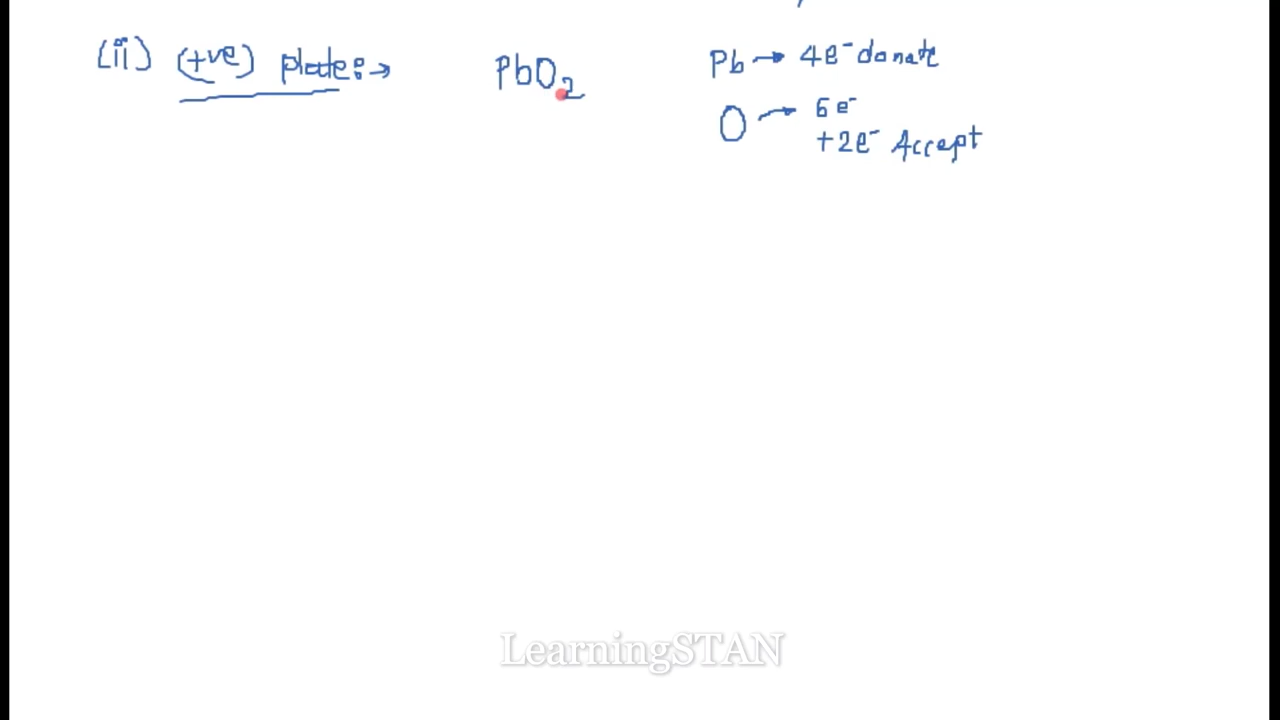 (ii) (+ve) plate:→ PbO₂
Pb → 4e⁻ donate
O → 6e⁻
+2e⁻ Accept
LearningSTAN